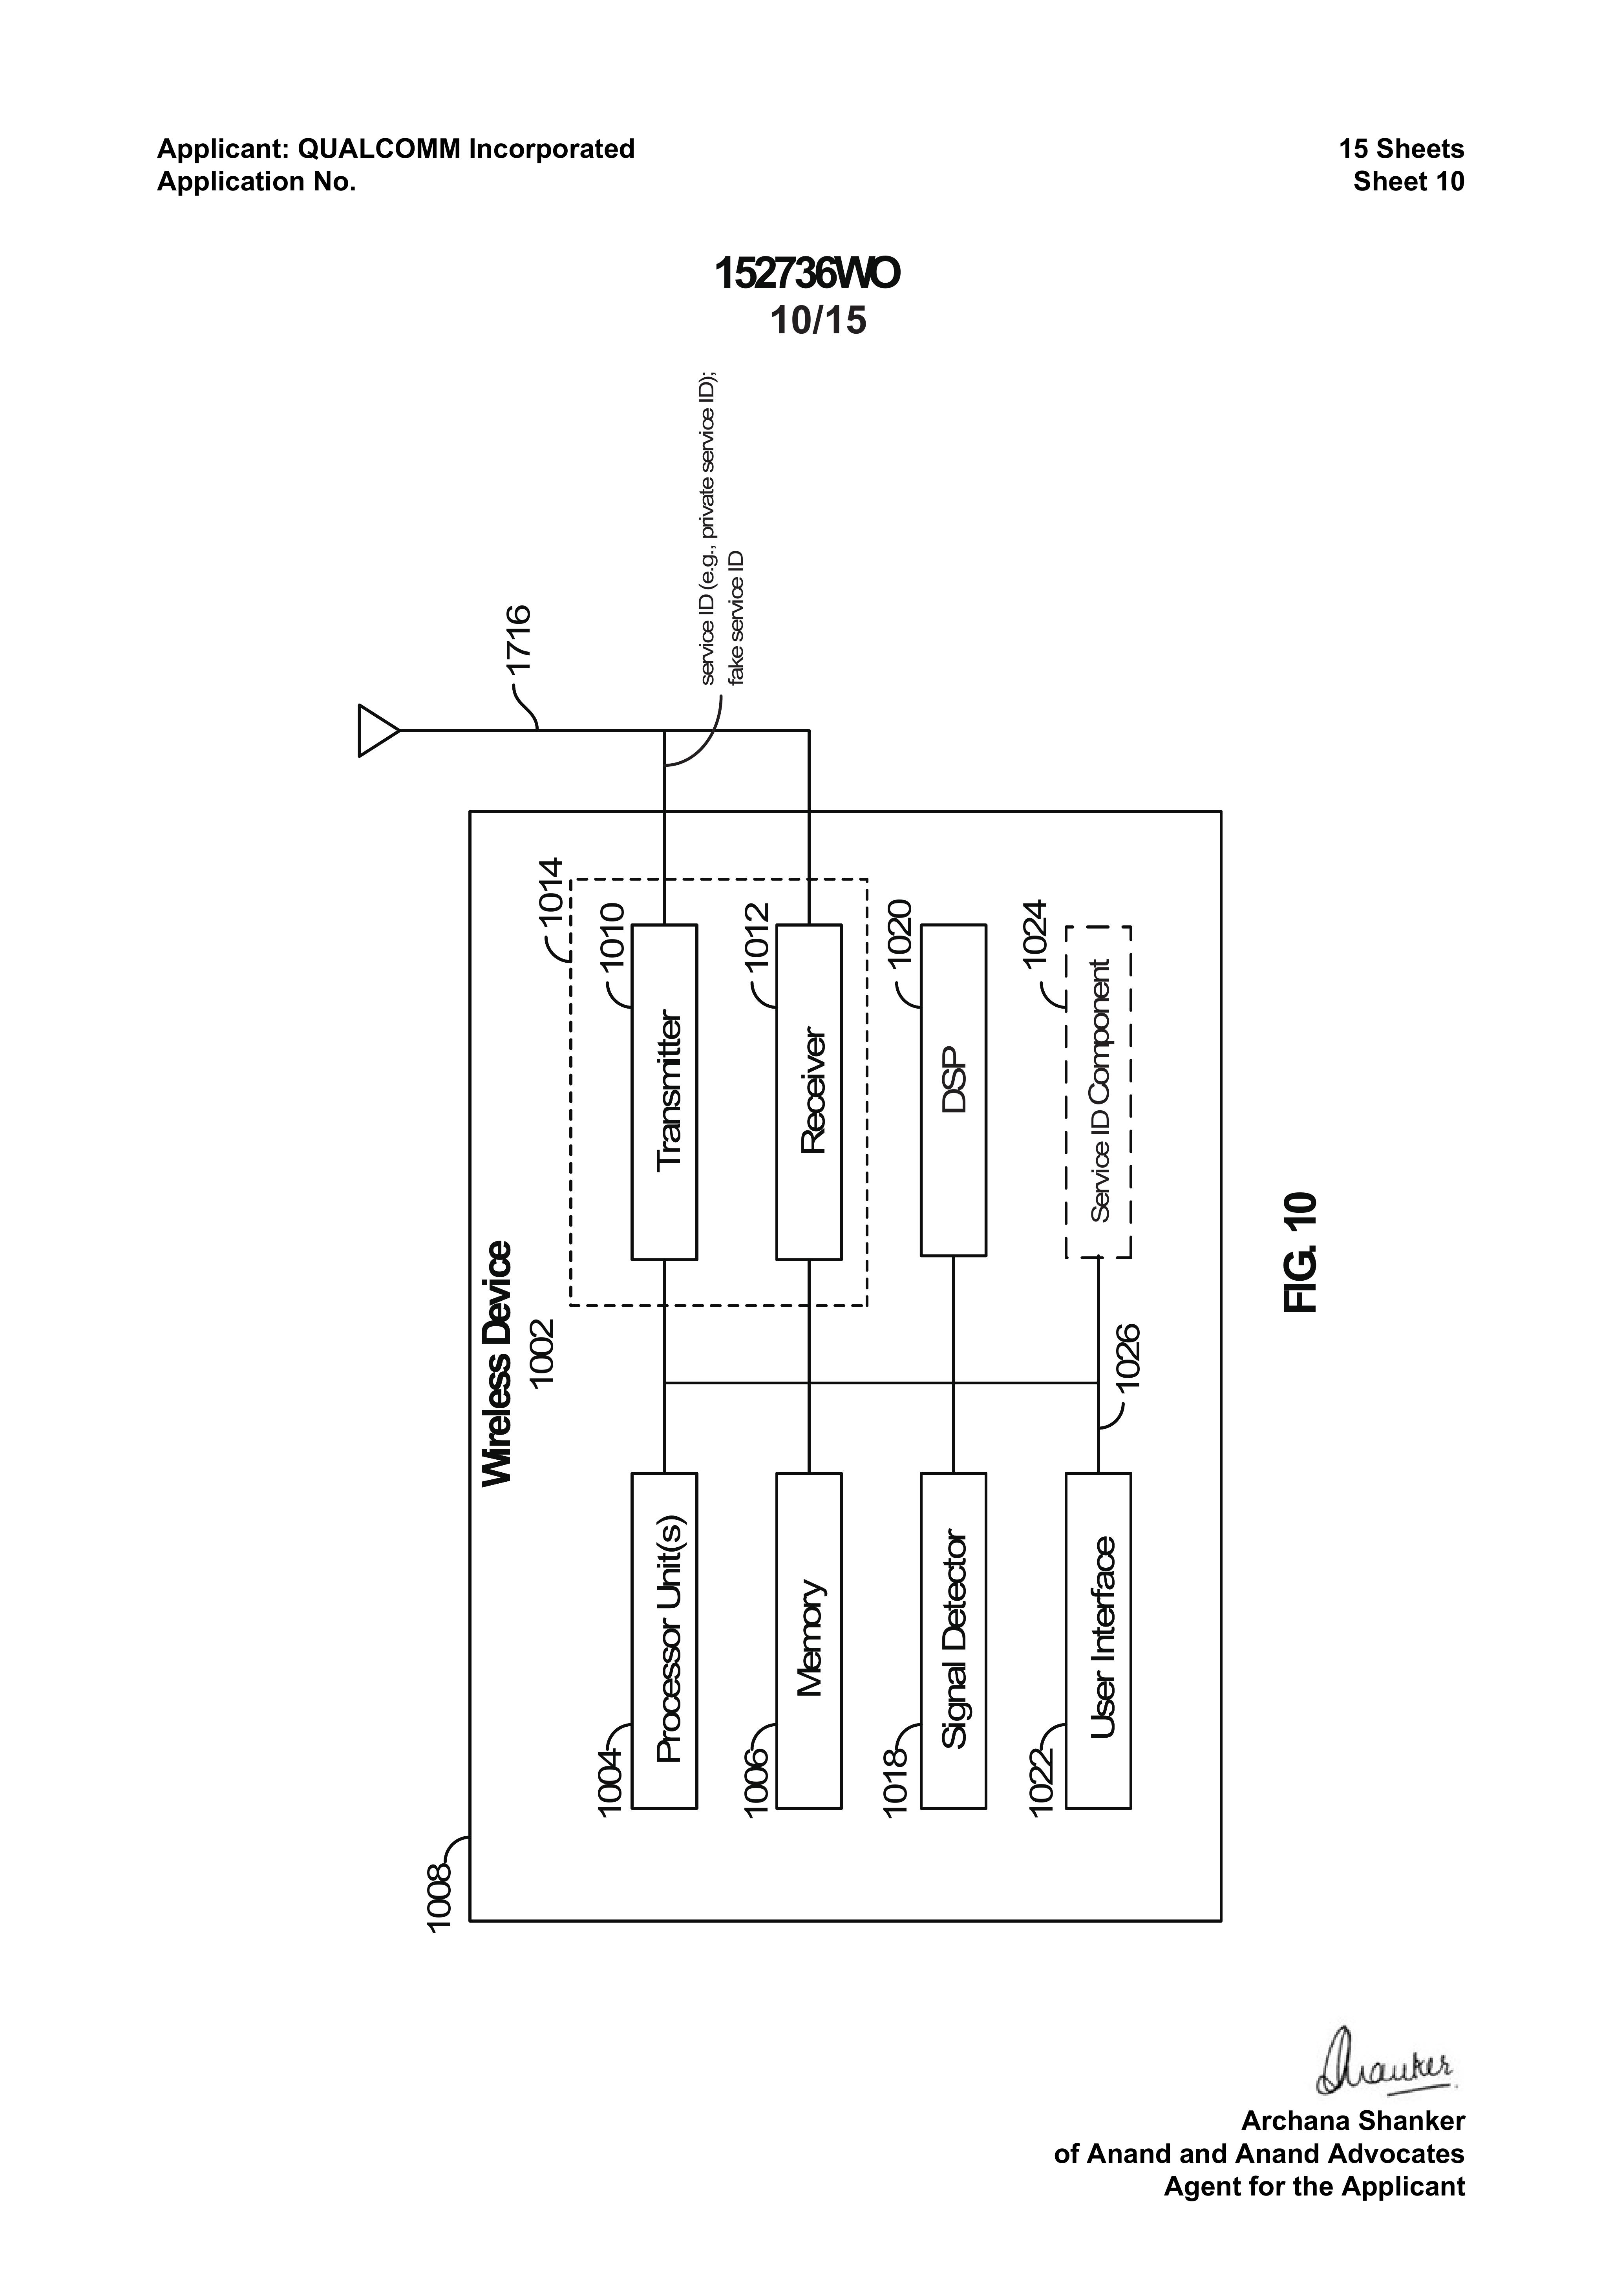 Applicant: QUALCOMM Incorporated
Application No.
15 Sheets
Sheet 10
152736WO
10/15
Wireless Device
1002
1008
1004
Processor Unit(s)
1006
Memory
1018
Signal Detector
1022
User Interface
1014
1010
Transmitter
1012
Receiver
1020
DSP
1024
Service ID Component
1026
1716
service ID (e.g., private service ID);
fake service ID
FIG. 10
Shanker
Archana Shanker
of Anand and Anand Advocates
Agent for the Applicant